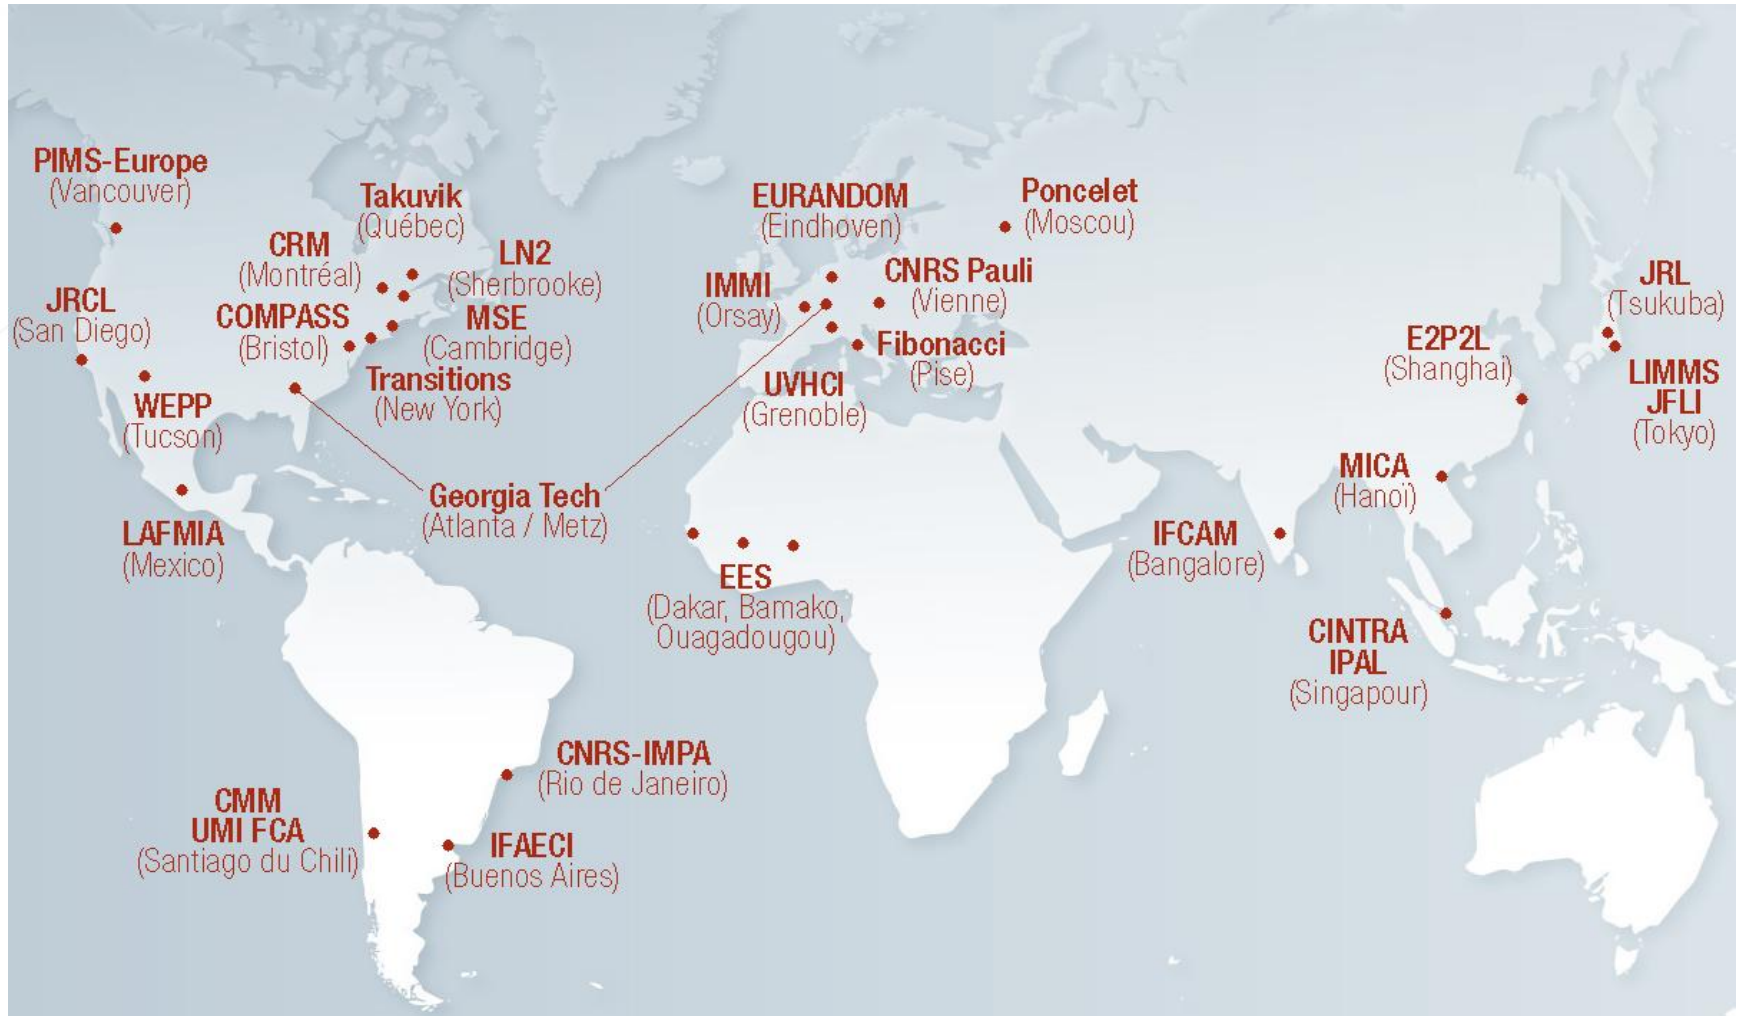 PIMS-Europe
(Vancouver)
Takuvik
(Québec)
CRM
(Montréal)
LN2
(Sherbrooke)
JRCL
(San Diego)
COMPASS
(Bristol)
MSE
(Cambridge)
Transitions
(New York)
WEPP
(Tucson)
LAFMIA
(Mexico)
Georgia Tech
(Atlanta / Metz)
EURANDOM
(Eindhoven)
Poncelet
(Moscou)
IMMI
(Orsay)
CNRS Pauli
(Vienne)
Fibonacci
(Pise)
UVHCI
(Grenoble)
EES
(Dakar, Bamako,
Ouagadougou)
JRL
(Tsukuba)
E2P2L
(Shanghai)
LIMMS
JFLI
(Tokyo)
MICA
(Hanoï)
IFCAM
(Bangalore)
CINTRA
IPAL
(Singapour)
CNRS-IMPA
(Rio de Janeiro)
CMM
UMI FCA
(Santiago du Chili)
IFAECI
(Buenos Aires)